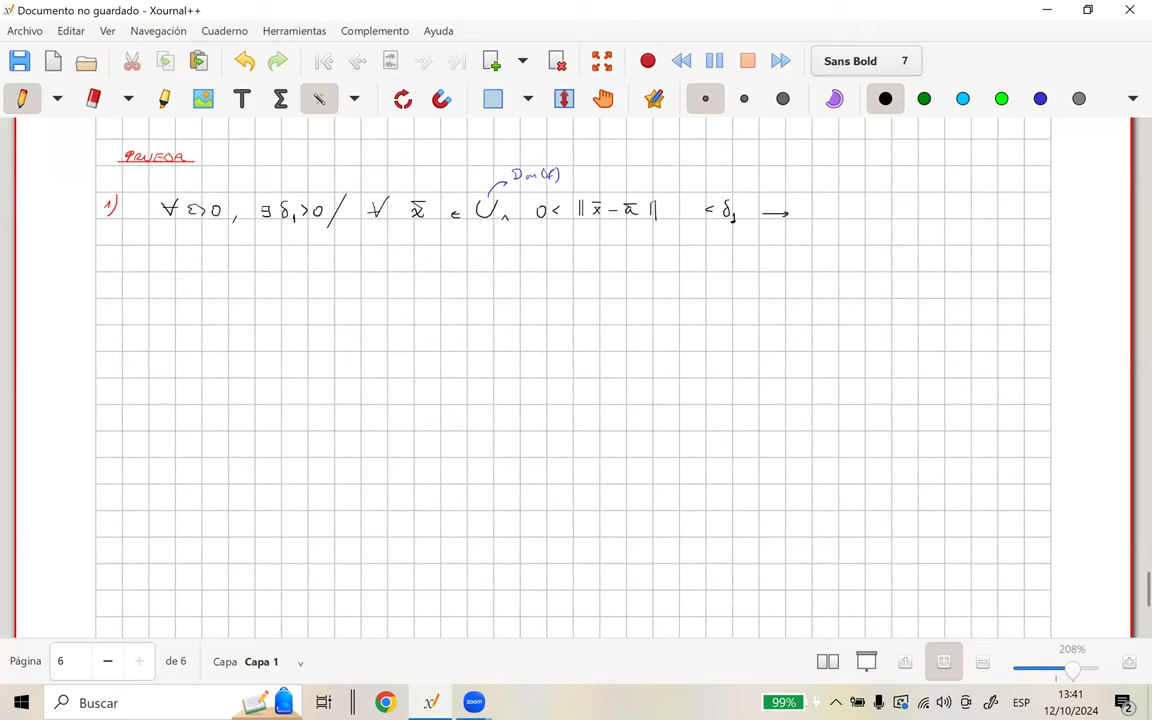 Documento no guardado - Xournal++
Archivo Editar Ver Navegación Cuaderno Herramientas Complemento Ayuda
Sans Bold 7
PRUEBA
Dom(f)
1) ∀ ε>0, ∃ δ₁>0 / ∀ x̄ ∈ U ∧ 0 < ‖x̄ - ā‖ < δ₁ →
Página 6 de 6 Capa Capa 1
208%
Buscar
99%
ESP
13:41
12/10/2024
2